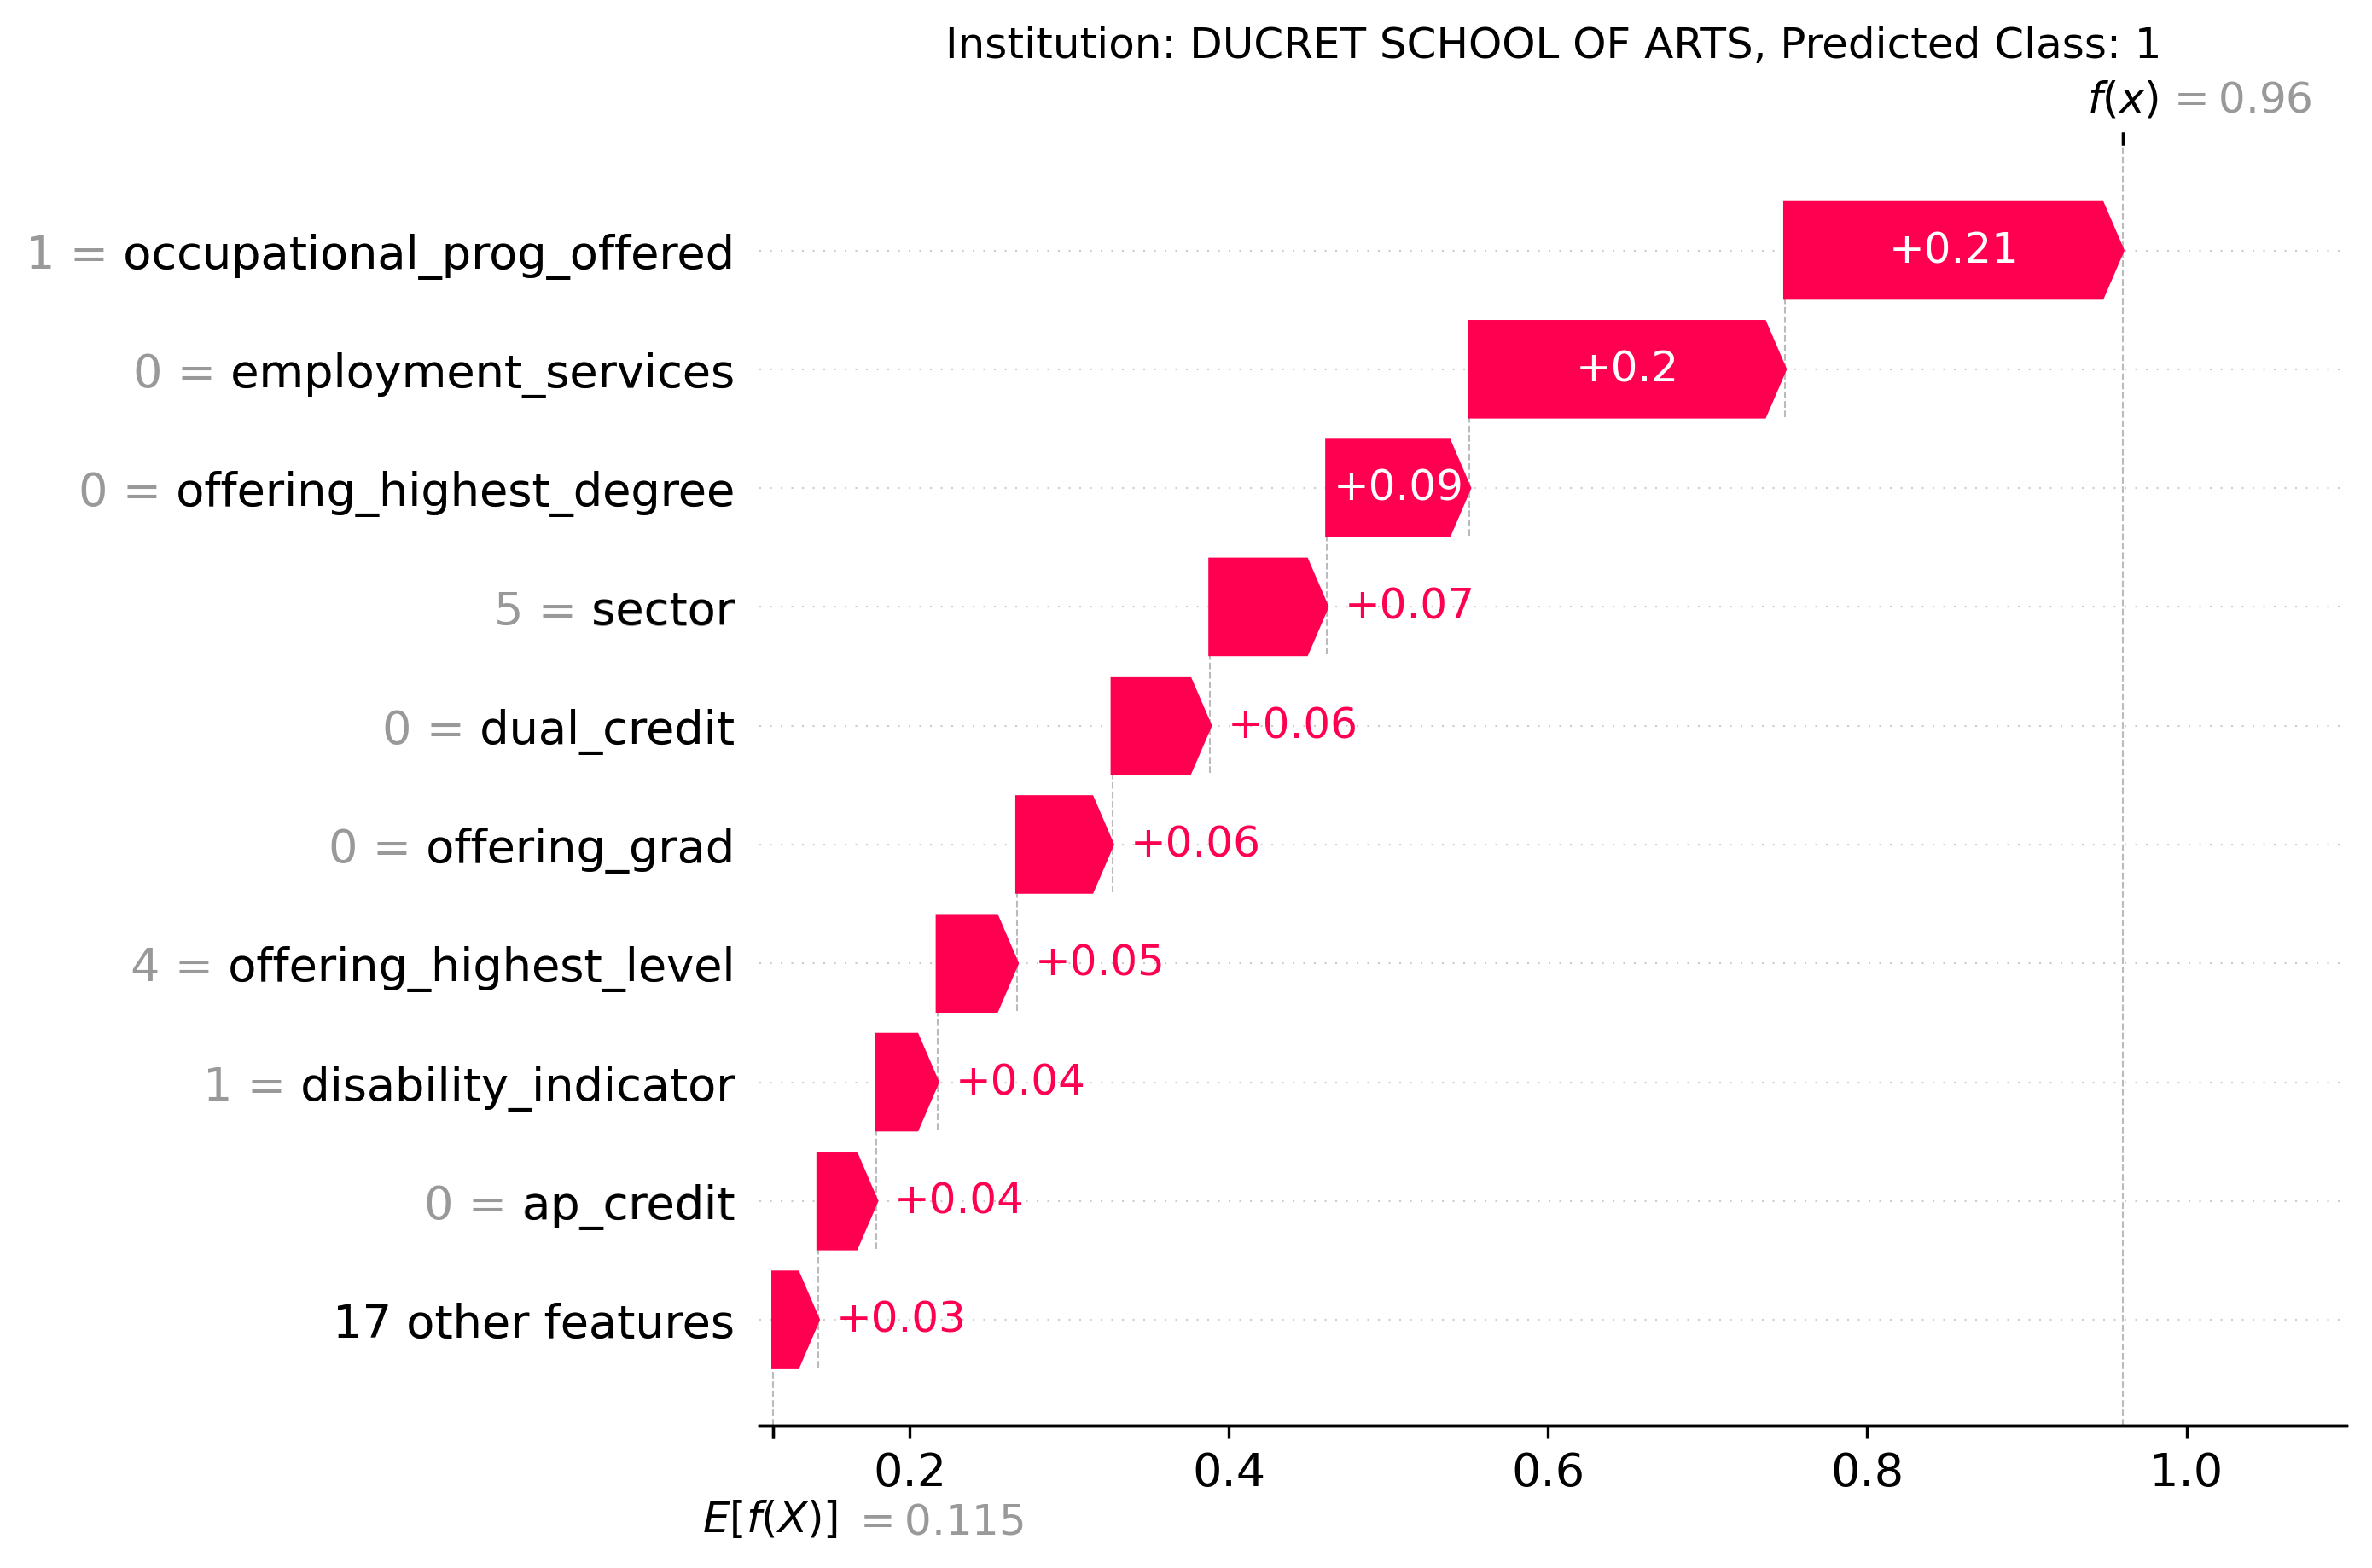 Institution: DUCRET SCHOOL OF ARTS, Predicted Class: 1
f(x) = 0.96
1 = occupational_prog_offered +0.21
0 = employment_services +0.2
0 = offering_highest_degree +0.09
5 = sector +0.07
0 = dual_credit +0.06
0 = offering_grad +0.06
4 = offering_highest_level +0.05
1 = disability_indicator +0.04
0 = ap_credit +0.04
17 other features +0.03
0.2 0.4 0.6 0.8 1.0
E[f(X)] = 0.115